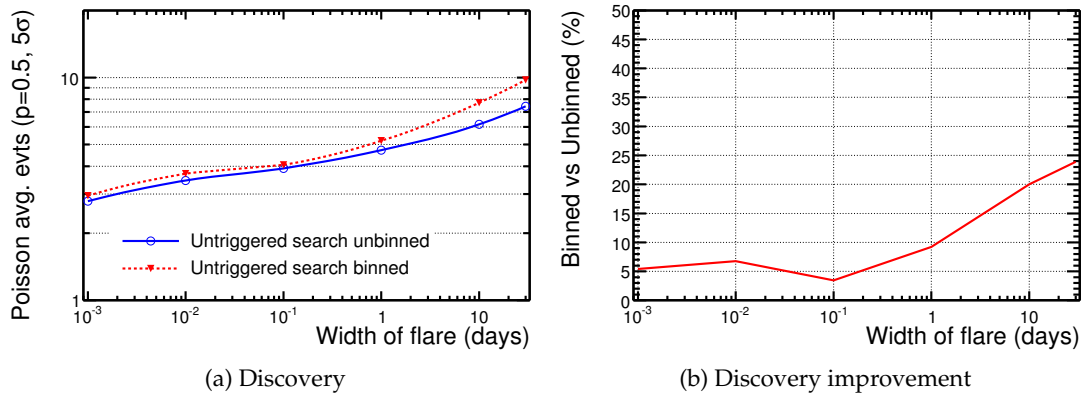 Poisson avg. evts (p=0.5, 5σ)
10
1
Untriggered search unbinned
Untriggered search binned
10⁻³ 10⁻² 10⁻¹ 1 10
Width of flare (days)
(a) Discovery
Binned vs Unbinned (%)
50
45
40
35
30
25
20
15
10
5
0
10⁻³ 10⁻² 10⁻¹ 1 10
Width of flare (days)
(b) Discovery improvement